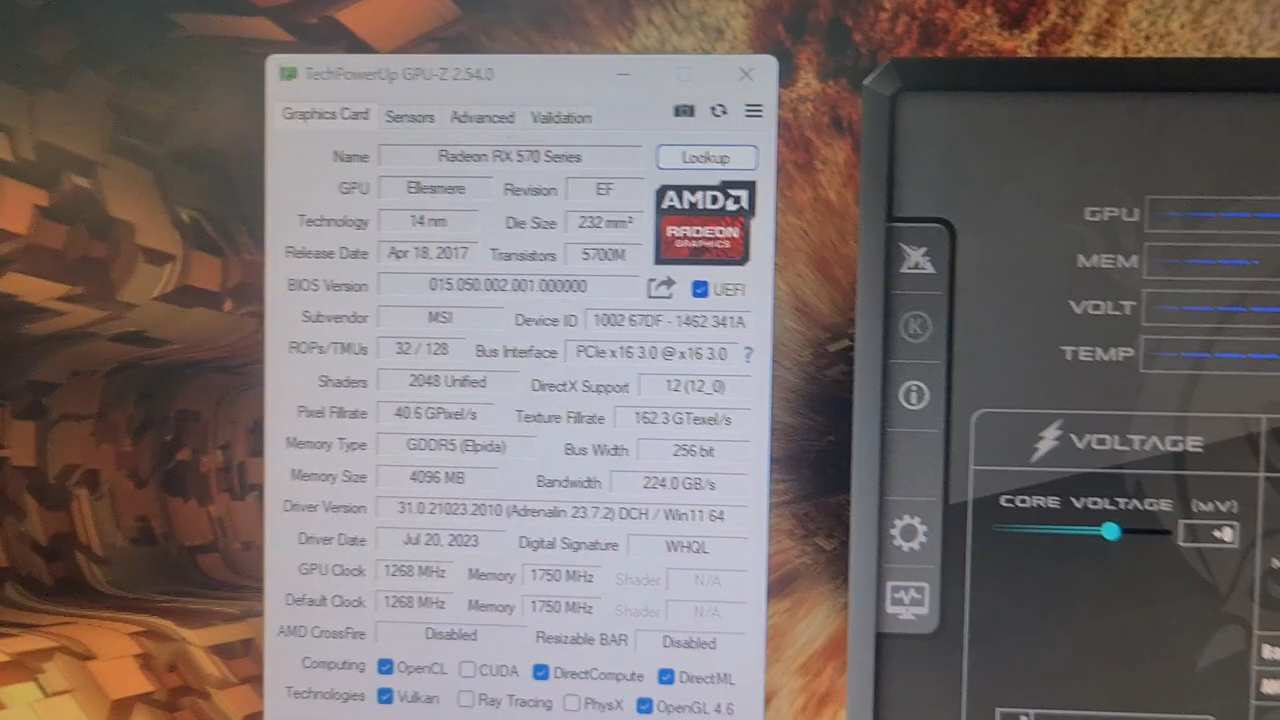 TechPowerUp GPU-Z 2.54.0
Graphics Card Sensors Advanced Validation
Name Radeon RX 570 Series Lookup
GPU Ellesmere Revision EF
Technology 14 nm Die Size 232 mm²
Release Date Apr 18, 2017 Transistors 5700M
AMD
RADEON
GRAPHICS
BIOS Version 015.050.002.001.000000 UEFI
Subvendor MSI Device ID 1002 67DF - 1462 341A
ROPs/TMUs 32 / 128 Bus Interface PCIe x16 3.0 @ x16 3.0 ?
Shaders 2048 Unified DirectX Support 12 (12_0)
Pixel Fillrate 40.6 GPixel/s Texture Fillrate 162.3 GTexel/s
Memory Type GDDR5 (Elpida) Bus Width 256 bit
Memory Size 4096 MB Bandwidth 224.0 GB/s
Driver Version 31.0.21023.2010 (Adrenalin 23.7.2) DCH / Win11 64
Driver Date Jul 20, 2023 Digital Signature WHQL
GPU Clock 1268 MHz Memory 1750 MHz Shader N/A
Default Clock 1268 MHz Memory 1750 MHz Shader N/A
AMD CrossFire Disabled Resizable BAR Disabled
Computing OpenCL CUDA DirectCompute DirectML
Technologies Vulkan Ray Tracing PhysX OpenGL 4.6
K
GPU
MEM
VOLT
TEMP
VOLTAGE
CORE VOLTAGE (MV)
+0